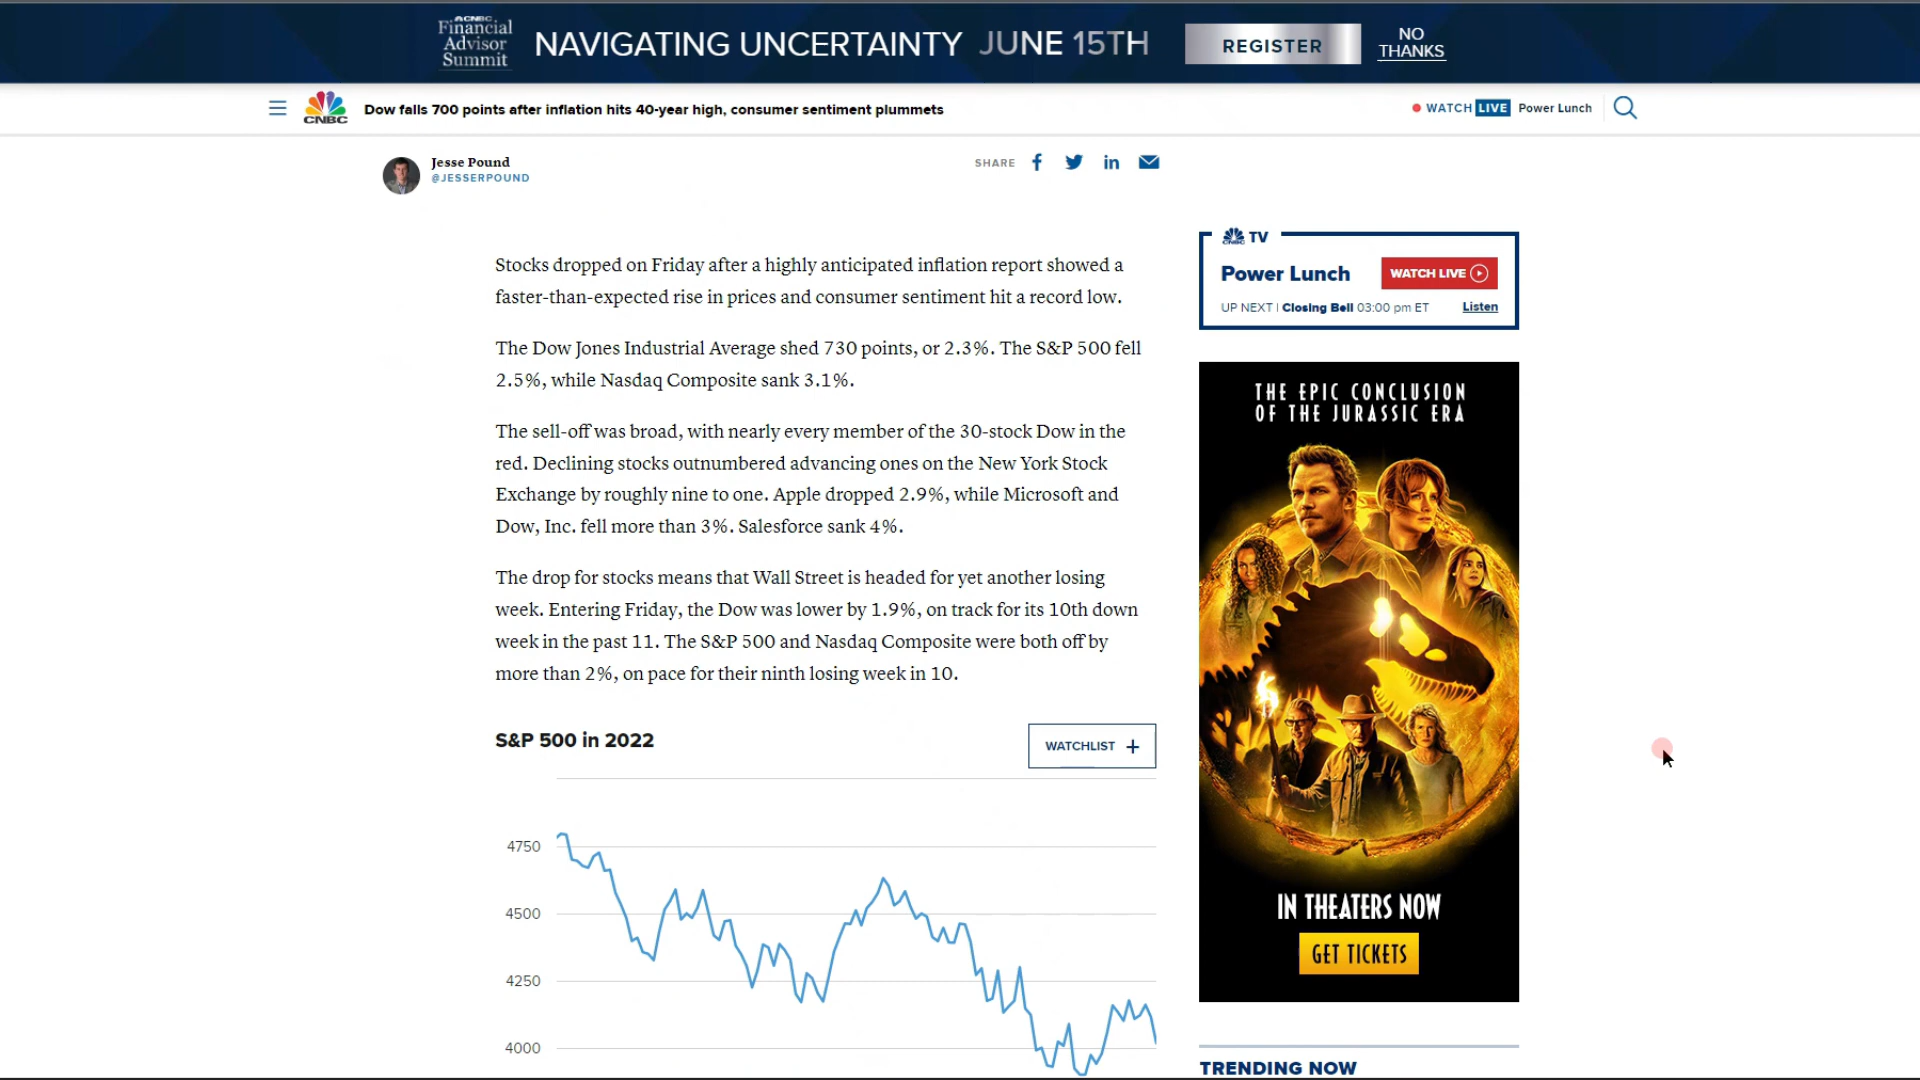 CNBC
Financial
Advisor
Summit
NAVIGATING UNCERTAINTY JUNE 15TH
REGISTER
NO
THANKS
CNBC
Dow falls 700 points after inflation hits 40-year high, consumer sentiment plummets
WATCH LIVE Power Lunch
Jesse Pound
@JESSERPOUND
SHARE
Stocks dropped on Friday after a highly anticipated inflation report showed a
faster-than-expected rise in prices and consumer sentiment hit a record low.
The Dow Jones Industrial Average shed 730 points, or 2.3%. The S&P 500 fell
2.5%, while Nasdaq Composite sank 3.1%.
The sell-off was broad, with nearly every member of the 30-stock Dow in the
red. Declining stocks outnumbered advancing ones on the New York Stock
Exchange by roughly nine to one. Apple dropped 2.9%, while Microsoft and
Dow, Inc. fell more than 3%. Salesforce sank 4%.
The drop for stocks means that Wall Street is headed for yet another losing
week. Entering Friday, the Dow was lower by 1.9%, on track for its 10th down
week in the past 11. The S&P 500 and Nasdaq Composite were both off by
more than 2%, on pace for their ninth losing week in 10.
S&P 500 in 2022
WATCHLIST +
4750
4500
4250
4000
CNBC TV
Power Lunch
WATCH LIVE
UP NEXT | Closing Bell 03:00 pm ET
Listen
THE EPIC CONCLUSION
OF THE JURASSIC ERA
IN THEATERS NOW
GET TICKETS
TRENDING NOW